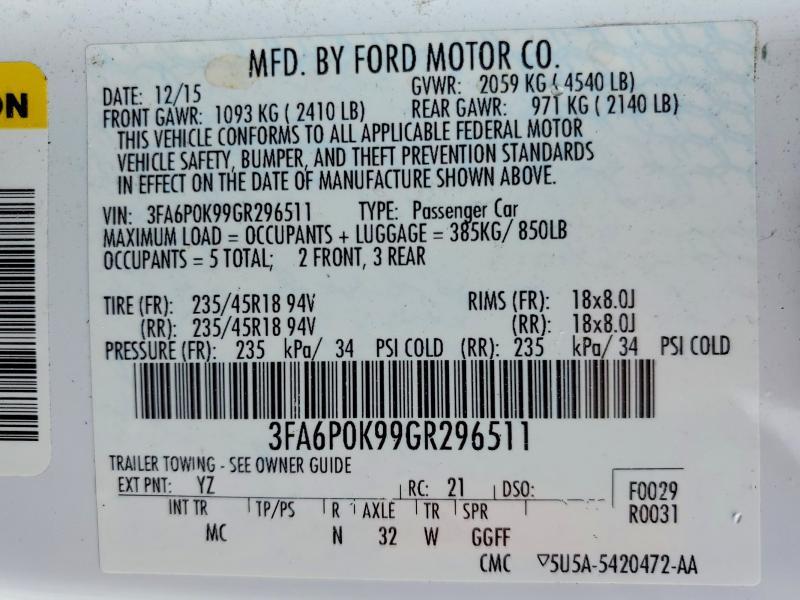 ON
MFD. BY FORD MOTOR CO.
DATE: 12/15 GVWR: 2059 KG ( 4540 LB)
FRONT GAWR: 1093 KG ( 2410 LB) REAR GAWR: 971 KG ( 2140 LB)
THIS VEHICLE CONFORMS TO ALL APPLICABLE FEDERAL MOTOR
VEHICLE SAFETY, BUMPER, AND THEFT PREVENTION STANDARDS
IN EFFECT ON THE DATE OF MANUFACTURE SHOWN ABOVE.
VIN: 3FA6P0K99GR296511 TYPE: Passenger Car
MAXIMUM LOAD = OCCUPANTS + LUGGAGE = 385KG/ 850LB
OCCUPANTS = 5 TOTAL; 2 FRONT, 3 REAR
TIRE (FR): 235/45R18 94V RIMS (FR): 18x8.0J
(RR): 235/45R18 94V (RR): 18x8.0J
PRESSURE (FR): 235 kPa/ 34 PSI COLD (RR): 235 kPa/ 34 PSI COLD
3FA6P0K99GR296511
TRAILER TOWING - SEE OWNER GUIDE
EXT PNT: YZ RC: 21 DSO: F0029
INT TR TP/PS R AXLE TR SPR R0031
MC N 32 W GGFF
CMC ▽5U5A-5420472-AA